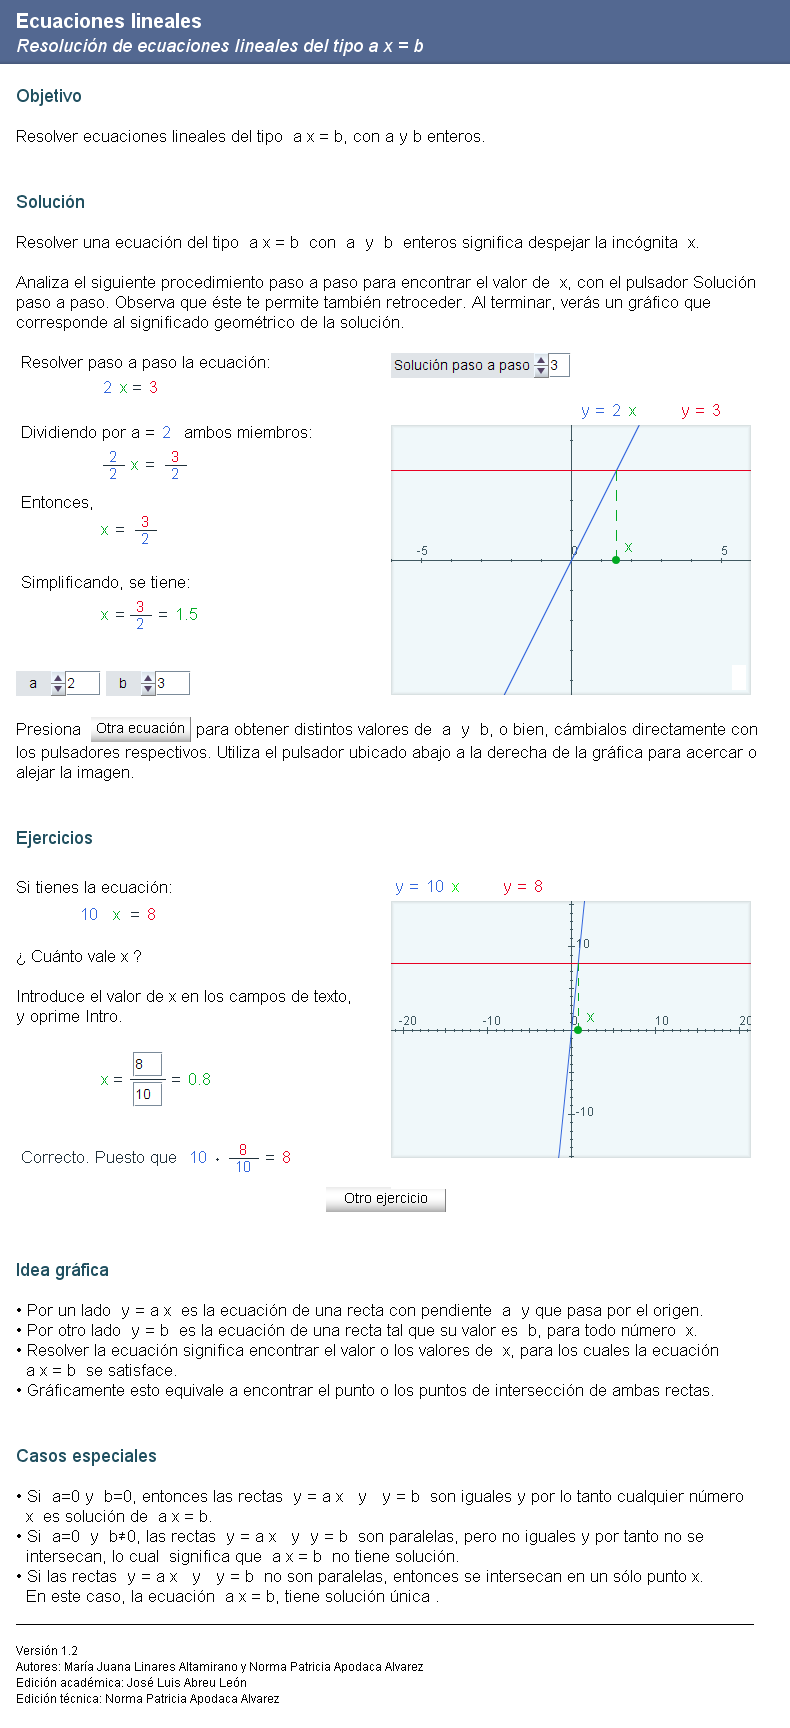 Ecuaciones lineales
Resolución de ecuaciones lineales del tipo a x = b
Objetivo
Resolver ecuaciones lineales del tipo a x = b, con a y b enteros.
Solución
Resolver una ecuación del tipo a x = b con a y b enteros significa despejar la incógnita x.
Analiza el siguiente procedimiento paso a paso para encontrar el valor de x, con el pulsador Solución
paso a paso. Observa que éste te permite también retroceder. Al terminar, verás un gráfico que
corresponde al significado geométrico de la solución.
Resolver paso a paso la ecuación:
2 x = 3
Dividiendo por a = 2 ambos miembros:
2/2 x = 3/2
Entonces,
x = 3/2
Simplificando, se tiene:
x = 3/2 = 1.5
a 2 b 3
Solución paso a paso 3
y = 2 x y = 3
-5 0 x 5
Presiona Otra ecuación para obtener distintos valores de a y b, o bien, cámbialos directamente con
los pulsadores respectivos. Utiliza el pulsador ubicado abajo a la derecha de la gráfica para acercar o
alejar la imagen.
Ejercicios
Si tienes la ecuación:
10 x = 8
¿ Cuánto vale x ?
Introduce el valor de x en los campos de texto,
y oprime Intro.
x = 8/10 = 0.8
Correcto. Puesto que 10 · 8/10 = 8
y = 10 x y = 8
10
-20 -10 0 x 10 20
-10
Otro ejercicio
Idea gráfica
• Por un lado y = a x es la ecuación de una recta con pendiente a y que pasa por el origen.
• Por otro lado y = b es la ecuación de una recta tal que su valor es b, para todo número x.
• Resolver la ecuación significa encontrar el valor o los valores de x, para los cuales la ecuación
a x = b se satisface.
• Gráficamente esto equivale a encontrar el punto o los puntos de intersección de ambas rectas.
Casos especiales
• Si a=0 y b=0, entonces las rectas y = a x y y = b son iguales y por lo tanto cualquier número
x es solución de a x = b.
• Si a=0 y b≠0, las rectas y = a x y y = b son paralelas, pero no iguales y por tanto no se
intersecan, lo cual significa que a x = b no tiene solución.
• Si las rectas y = a x y y = b no son paralelas, entonces se intersecan en un sólo punto x.
En este caso, la ecuación a x = b, tiene solución única .
Versión 1.2
Autores: María Juana Linares Altamirano y Norma Patricia Apodaca Alvarez
Edición académica: José Luis Abreu León
Edición técnica: Norma Patricia Apodaca Alvarez